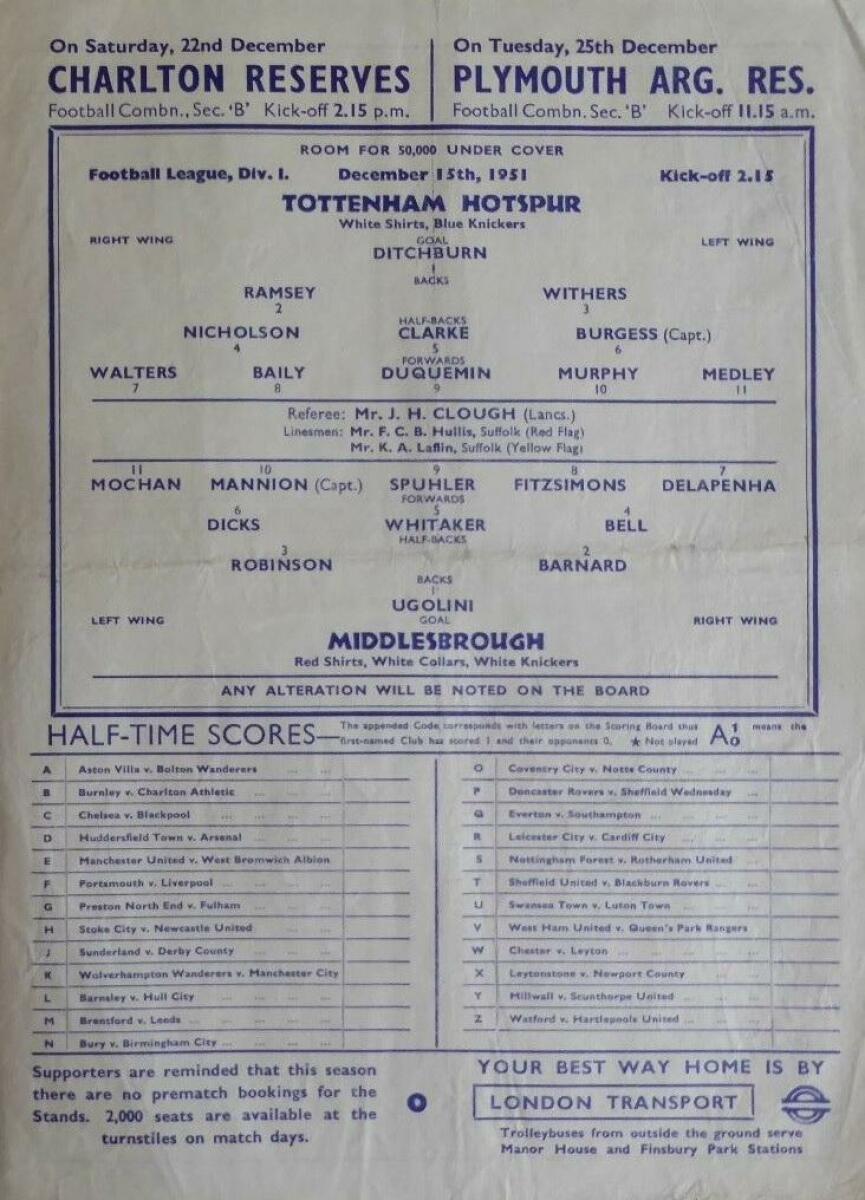 On Saturday, 22nd December
CHARLTON RESERVES
Football Combn., Sec. 'B' Kick-off 2.15 p.m.
On Tuesday, 25th December
PLYMOUTH ARG. RES.
Football Combn. Sec. 'B' Kick-off 11.15 a.m.
ROOM FOR 50,000 UNDER COVER
Football League, Div. I. December 15th, 1951 Kick-off 2.15
TOTTENHAM HOTSPUR
White Shirts, Blue Knickers
RIGHT WING GOAL LEFT WING
DITCHBURN
1
BACKS
RAMSEY WITHERS
2 3
HALF-BACKS
NICHOLSON CLARKE BURGESS (Capt.)
4 5 6
FORWARDS
WALTERS BAILY DUQUEMIN MURPHY MEDLEY
7 8 9 10 11
Referee: Mr. J. H. CLOUGH (Lancs.)
Linesmen: Mr. F. C. B. Hullis, Suffolk (Red Flag)
Mr. K. A. Laflin, Suffolk (Yellow Flag)
11 10 9 8 7
MOCHAN MANNION (Capt.) SPUHLER FITZSIMONS DELAPENHA
FORWARDS
6 5 4
DICKS WHITAKER BELL
HALF-BACKS
3 2
ROBINSON BARNARD
BACKS
1
UGOLINI
LEFT WING GOAL RIGHT WING
MIDDLESBROUGH
Red Shirts, White Collars, White Knickers
ANY ALTERATION WILL BE NOTED ON THE BOARD
HALF-TIME SCORES—The appended Code corresponds with letters on the Scoring Board thus A 1 0 means the
first-named Club has scored 1 and their opponents 0. ★ Not played
A Aston Villa v. Bolton Wanderers ... ...
B Burnley v. Charlton Athletic ... ...
C Chelsea v. Blackpool ... ... ...
D Huddersfield Town v. Arsenal ... ...
E Manchester United v. West Bromwich Albion
F Portsmouth v. Liverpool ... ... ...
G Preston North End v. Fulham ... ...
H Stoke City v. Newcastle United ... ...
J Sunderland v. Derby County ... ...
K Wolverhampton Wanderers v. Manchester City
L Barnsley v. Hull City ... ... ...
M Brentford v. Leeds ... ... ... ...
N Bury v. Birmingham City ... ... ...
O Coventry City v. Notts County ... ...
P Doncaster Rovers v. Sheffield Wednesday ...
Q Everton v. Southampton ... ... ...
R Leicester City v. Cardiff City ... ...
S Nottingham Forest v. Rotherham United ...
T Sheffield United v. Blackburn Rovers ... ...
U Swansea Town v. Luton Town ... ...
V West Ham United v. Queen's Park Rangers
W Chester v. Leyton ... ... ...
X Leytonstone v. Newport County ... ...
Y Millwall v. Scunthorpe United ... ...
Z Watford v. Hartlepools United ... ...
Supporters are reminded that this season
there are no prematch bookings for the
Stands. 2,000 seats are available at the
turnstiles on match days.
YOUR BEST WAY HOME IS BY
LONDON TRANSPORT
Trolleybuses from outside the ground serve
Manor House and Finsbury Park Stations